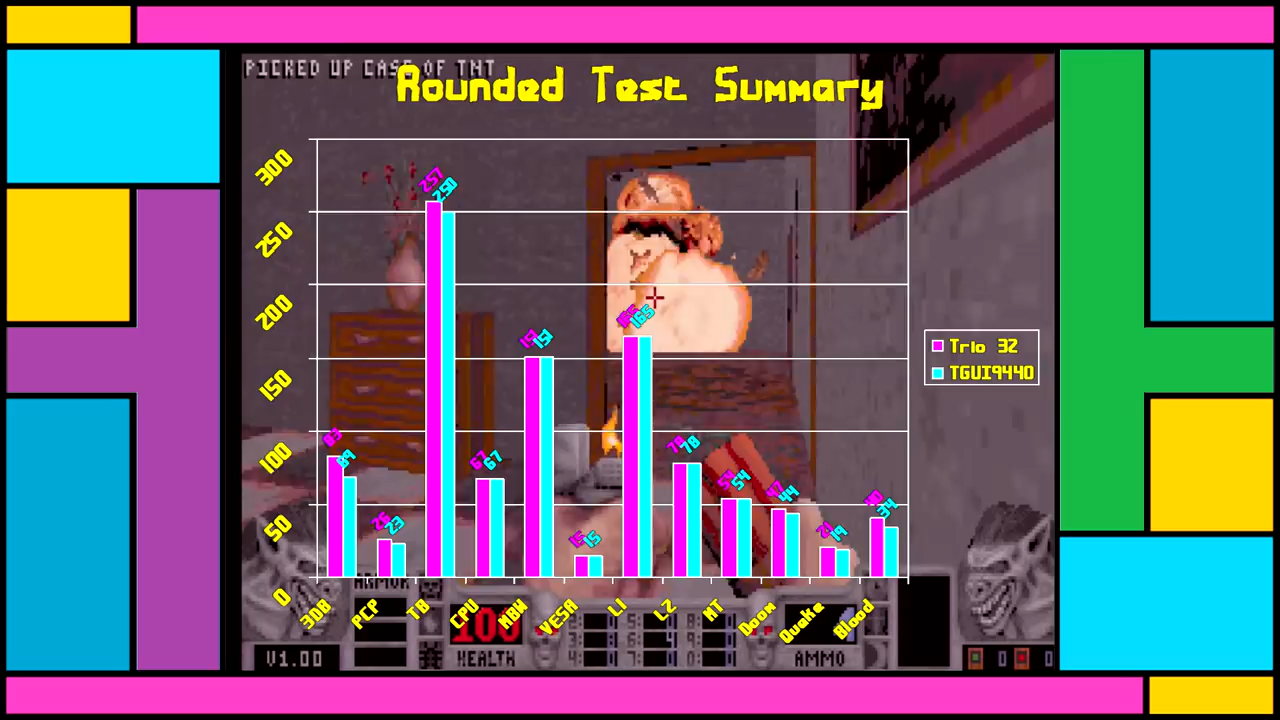 PICKED UP CASE OF TNT
Rounded Test Summary
300
250
200
150
100
50
0
83
26
23
257
250
67
67
151
151
15
15
165
165
79
78
54
54
47
44
21
19
40
34
Trio 32
TGUI9440
3DB
PCP
TB
CPU
MBW
VESA
L1
L2
MT
Doom
Quake
Blood
ARMOR
100
HEALTH
AMMO
V1.00